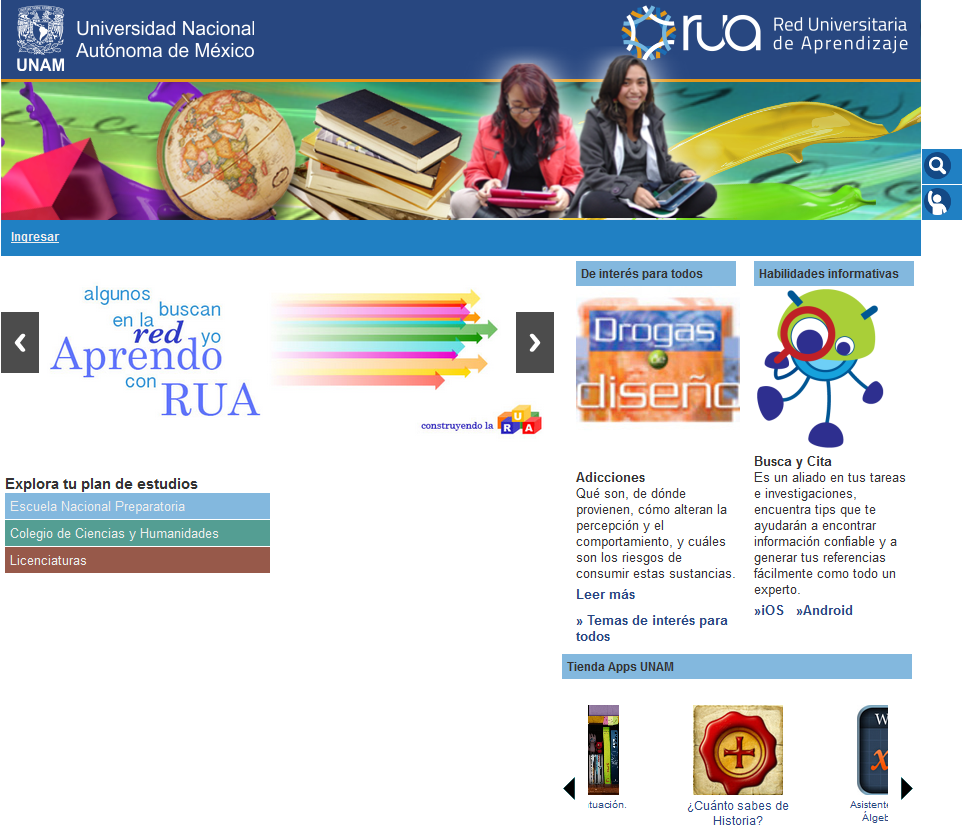 Universidad Nacional
Autónoma de México
UNAM
rua
Red Universitaria
de Aprendizaje
Ingresar
algunos
buscan
en la
red
yo
Aprendo
con
RUA
construyendo la
R U A
Explora tu plan de estudios
Escuela Nacional Preparatoria
Colegio de Ciencias y Humanidades
Licenciaturas
De interés para todos
Drogas
de
diseño
Adicciones
Qué son, de dónde
provienen, cómo alteran la
percepción y el
comportamiento, y cuáles
son los riesgos de
consumir estas sustancias.
Leer más
» Temas de interés para
todos
Habilidades informativas
Busca y Cita
Es un aliado en tus tareas
e investigaciones,
encuentra tips que te
ayudarán a encontrar
información confiable y a
generar tus referencias
fácilmente como todo un
experto.
»iOS »Android
Tienda Apps UNAM
tuación.
¿Cuánto sabes de
Historia?
W
x
Asistente
Álgeb